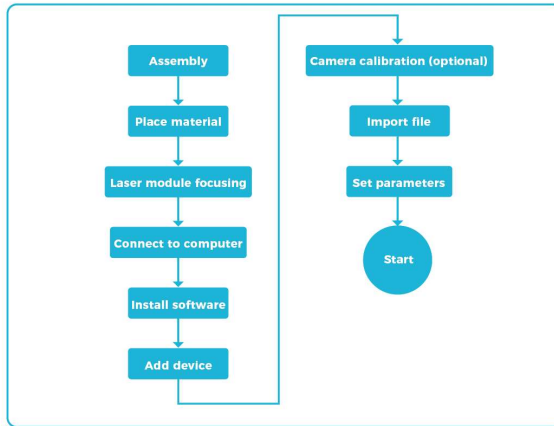 Assembly
Place material
Laser module focusing
Connect to computer
Install software
Add device
Camera calibration (optional)
Import file
Set parameters
Start